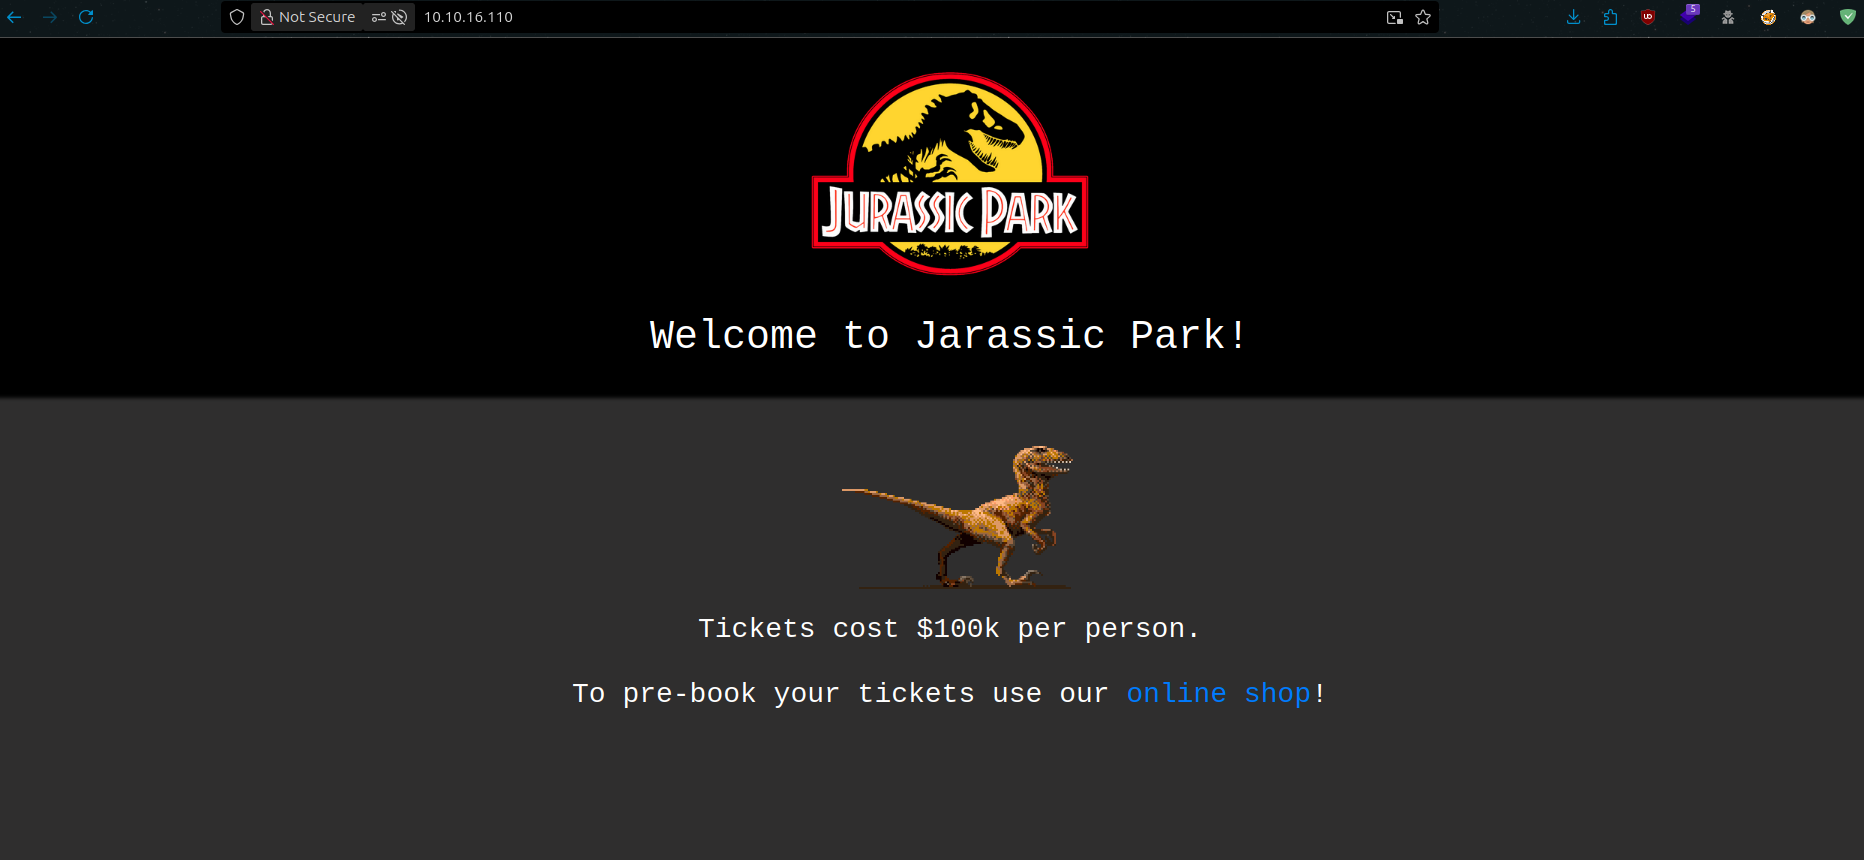 Not Secure 10.10.16.110
5
JURASSIC PARK
Welcome to Jarassic Park!
Tickets cost $100k per person.
To pre-book your tickets use our online shop!